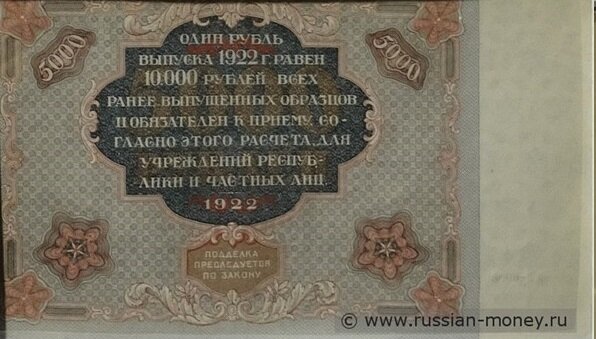 5000
5000
ОДИН РУБЛЬ
ВЫПУСКА 1922 Г. РАВЕН
10.000 РУБЛЕЙ ВСЕХ
РАНЕЕ ВЫПУЩЕННЫХ ОБРАЗЦОВ
И ОБЯЗАТЕЛЕН К ПРИЕМУ, СО-
ГЛАСНО ЭТОГО РАСЧЕТА, ДЛЯ
УЧРЕЖДЕНИЙ РЕСПУБ-
ЛИКИ И ЧАСТНЫХ ЛИЦ.
1922
ПОДДЕЛКА
ПРЕСЛЕДУЕТСЯ
ПО ЗАКОНУ
© www.russian-money.ru